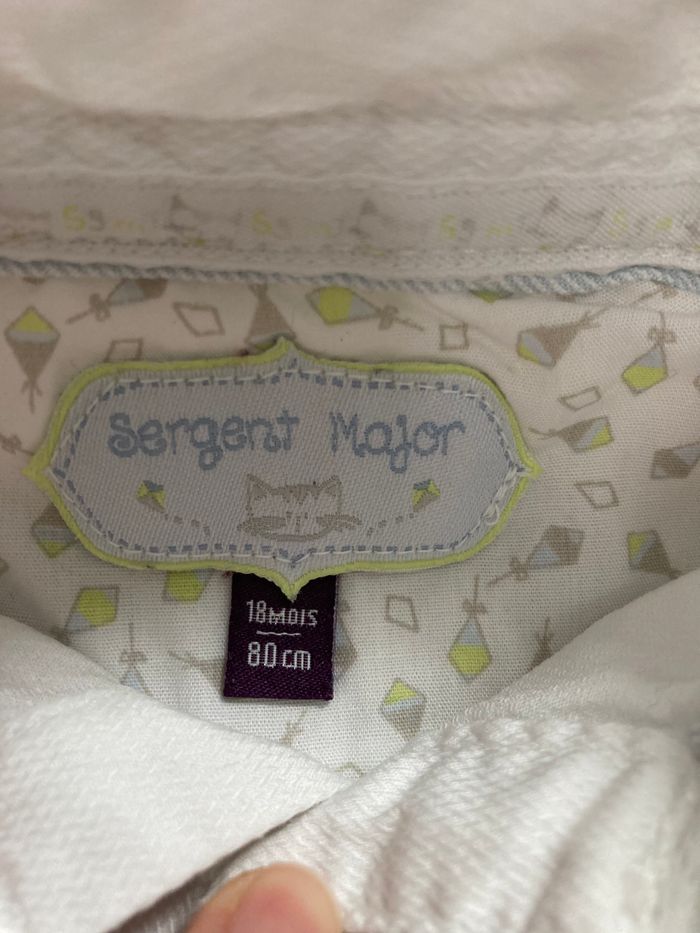 Sergent Major
18MOIS
80cm